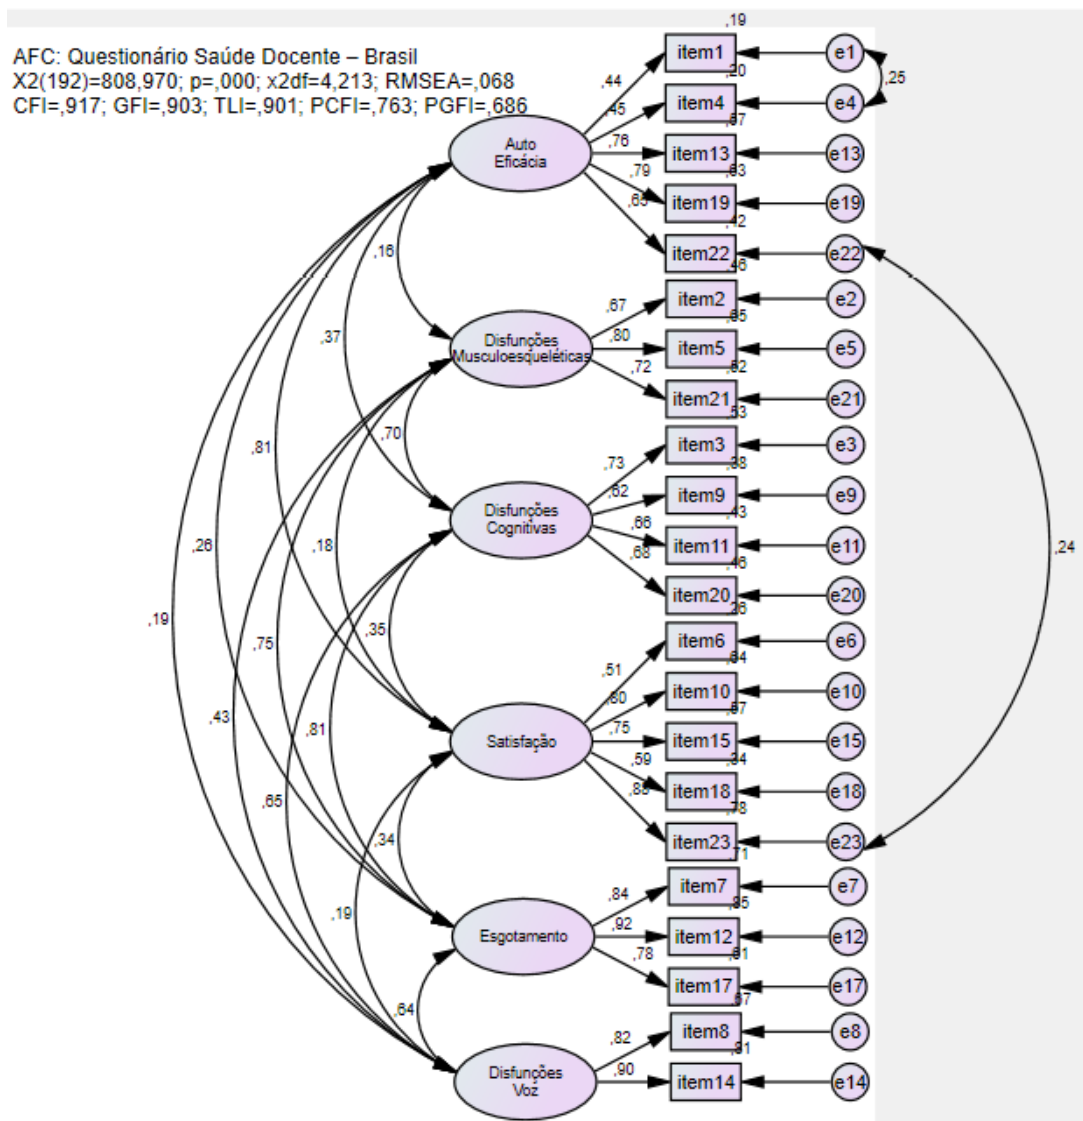 ,19
AFC: Questionário Saúde Docente – Brasil
X2(192)=808,970; p=,000; x2df=4,213; RMSEA=,068
CFI=,917; GFI=,903; TLI=,901; PCFI=,763; PGFI=,686
item1
e1
,20
,25
,44
item4
e4
,45
,57
Auto
Eficácia
,76
item13
e13
,63
,79
item19
e19
,65
,42
item22
e22
,16
,46
,67
item2
e2
,65
,37
Disfunções
Musculoesqueléticas
,80
item5
e5
,52
,72
item21
e21
,53
,70
,81
,73
item3
e3
,38
,62
item9
e9
,43
Disfunções
Cognitivas
,66
item11
e11
,24
,26
,18
,68
,46
item20
e20
,26
,19
,75
,35
item6
e6
,64
,51
item10
e10
,80
,57
,43
,81
Satisfação
,75
item15
e15
,34
,59
item18
e18
,88
,78
,65
,34
item23
e23
,71
,84
item7
e7
,85
,19
Esgotamento
,92
item12
e12
,61
,78
item17
e17
,67
,64
,82
item8
e8
,81
Disfunções
Voz
,90
item14
e14